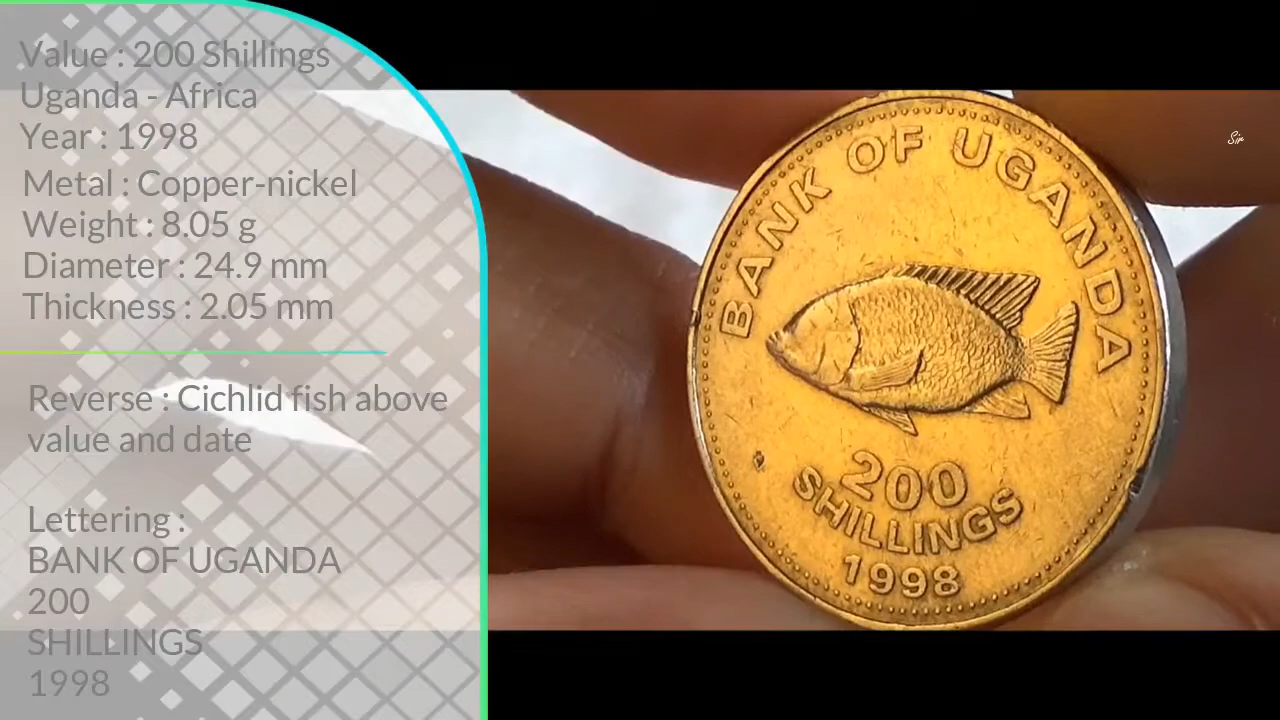 Value : 200 Shillings
Uganda - Africa
Year : 1998
Metal : Copper-nickel
Weight : 8.05 g
Diameter : 24.9 mm
Thickness : 2.05 mm
Reverse : Cichlid fish above
value and date
Lettering :
BANK OF UGANDA
200
SHILLINGS
1998
BANK OF UGANDA
200
SHILLINGS
1998
Sir